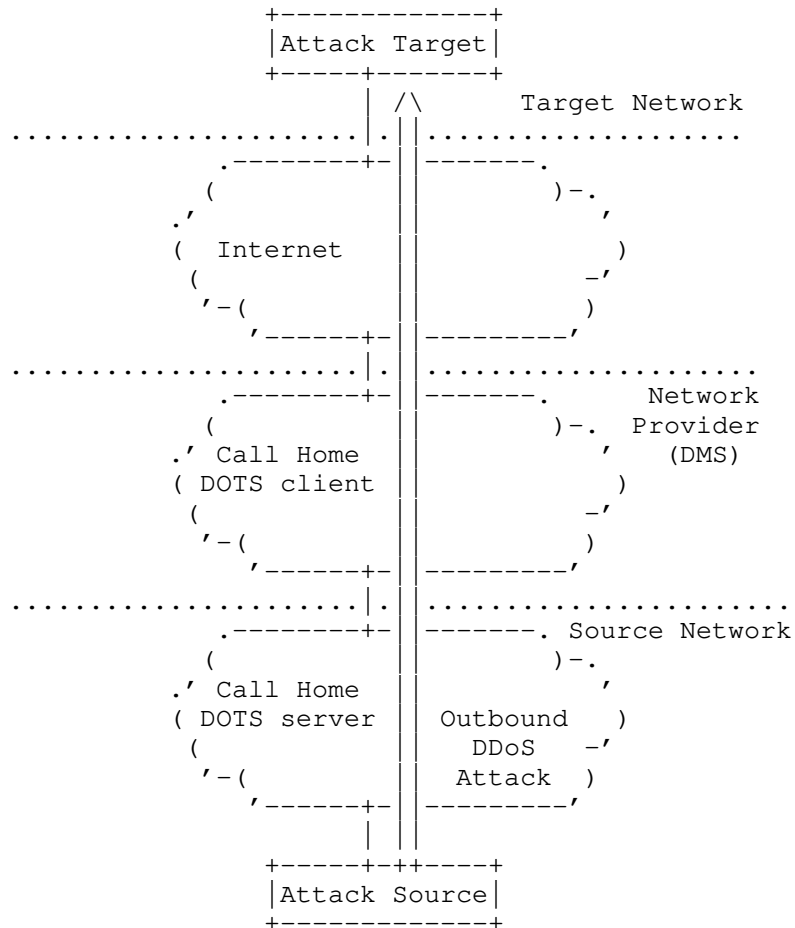 Attack Target
Target Network
Internet
Network
Provider
Call Home
(DMS)
DOTS client
Source Network
Call Home
DOTS server
Outbound
DDoS
Attack
Attack Source